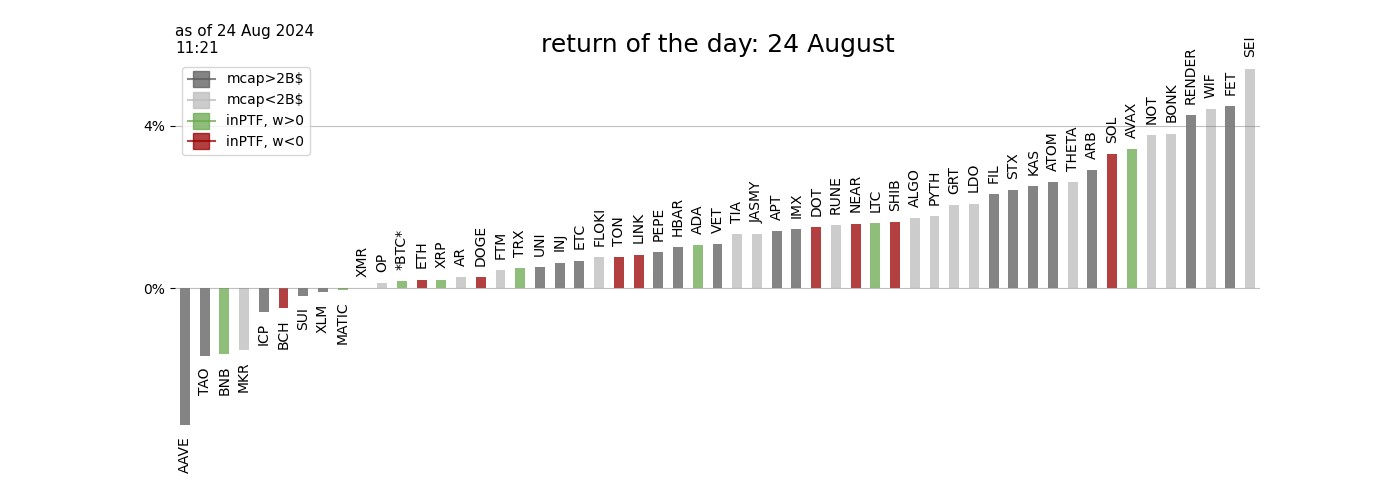 as of 24 Aug 2024
11:21
return of the day: 24 August
mcap>2B$
mcap<2B$
inPTF, w>0
inPTF, w<0
4%
0%
AAVE
TAO
BNB
MKR
ICP
BCH
SUI
XLM
MATIC
XMR
OP
*BTC*
ETH
XRP
AR
DOGE
FTM
TRX
UNI
INJ
ETC
FLOKI
TON
LINK
PEPE
HBAR
ADA
VET
TIA
JASMY
APT
IMX
DOT
RUNE
NEAR
LTC
SHIB
ALGO
PYTH
GRT
LDO
FIL
STX
KAS
ATOM
THETA
ARB
SOL
AVAX
NOT
BONK
RENDER
WIF
FET
SEI